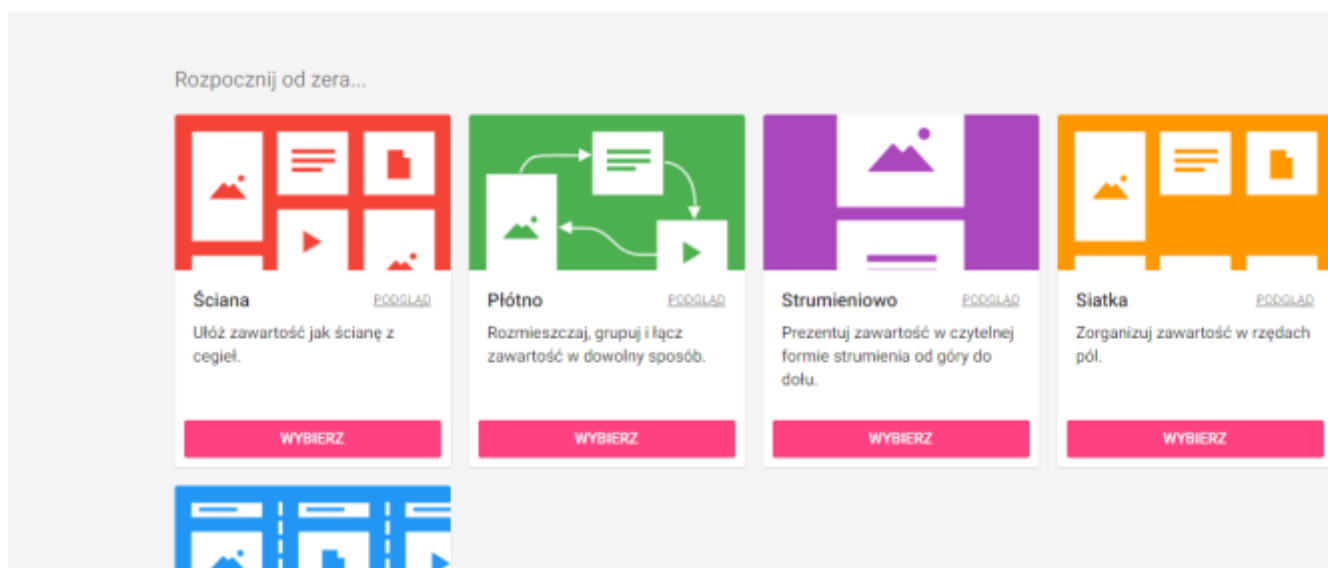 Rozpocznij od zera...
Ściana PODGLĄD
Ułóż zawartość jak ścianę z
cegieł.
WYBIERZ
Płótno PODGLĄD
Rozmieszczaj, grupuj i łącz
zawartość w dowolny sposób.
WYBIERZ
Strumieniowo PODGLĄD
Prezentuj zawartość w czytelnej
formie strumienia od góry do
dołu.
WYBIERZ
Siatka PODGLĄD
Zorganizuj zawartość w rzędach
pól.
WYBIERZ